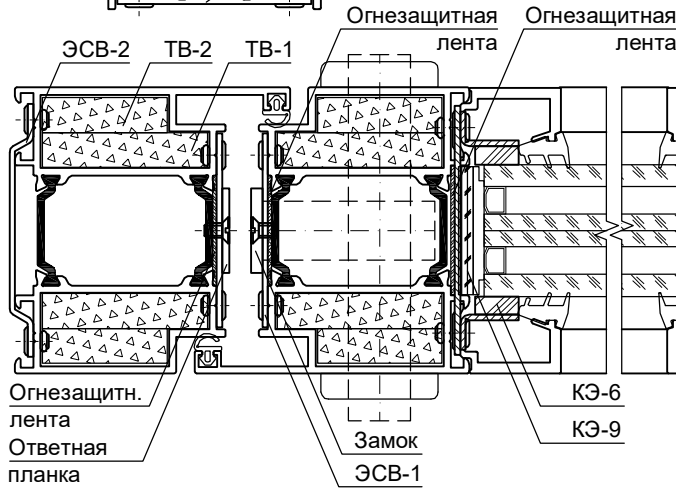 Огнезащитная
лента
Огнезащитная
лента
ЭСВ-2
ТВ-2
ТВ-1
Огнезащитн.
лента
Ответная
планка
Замок
ЭСВ-1
КЭ-6
КЭ-9